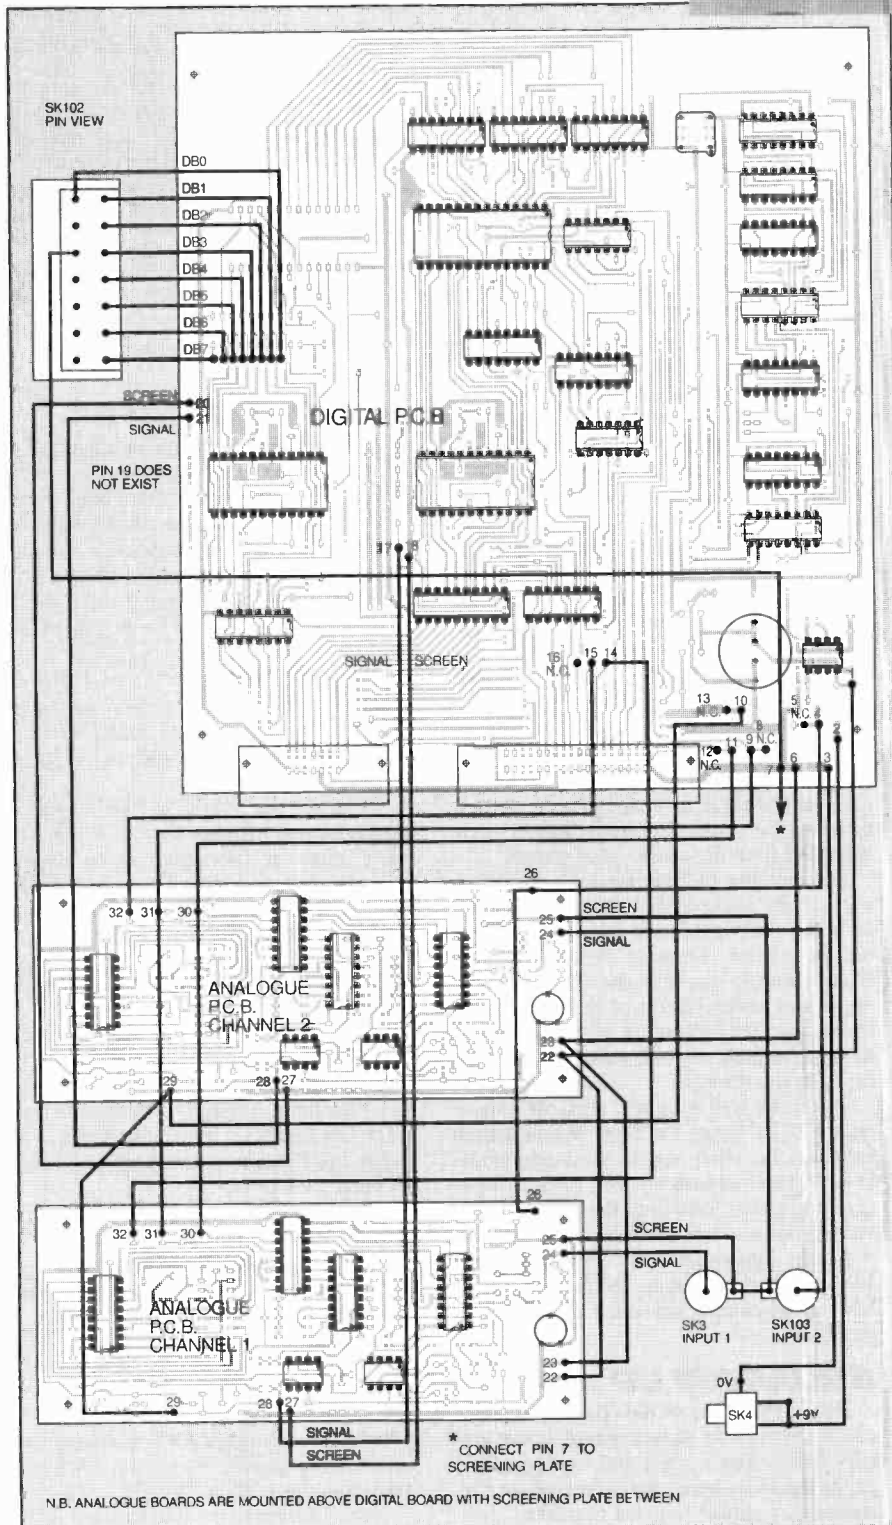 SK102
PIN VIEW
DB0
DB1
DB2
DB3
DB4
DB5
DB6
DB7
SCREEN
20
21
SIGNAL
DIGITAL P.C.B
PIN 19 DOES
NOT EXIST
17 18
SIGNAL SCREEN
16 15 14
N.C.
13 10
N.C.
5
N.C. 4
2
8
12 11 9 N.C.
N.C.
7 6 3
*
26
32 31 30
25 SCREEN
24 SIGNAL
ANALOGUE
P.C.B.
CHANNEL 2
23
22
29 28 27
26
32 31 30
25 SCREEN
24 SIGNAL
ANALOGUE
P.C.B.
CHANNEL 1
SK3
INPUT 1
SK103
INPUT 2
23
22
29 28 27
0V
SK4
+9V
SIGNAL
SCREEN
*
CONNECT PIN 7 TO
SCREENING PLATE
N.B. ANALOGUE BOARDS ARE MOUNTED ABOVE DIGITAL BOARD WITH SCREENING PLATE BETWEEN